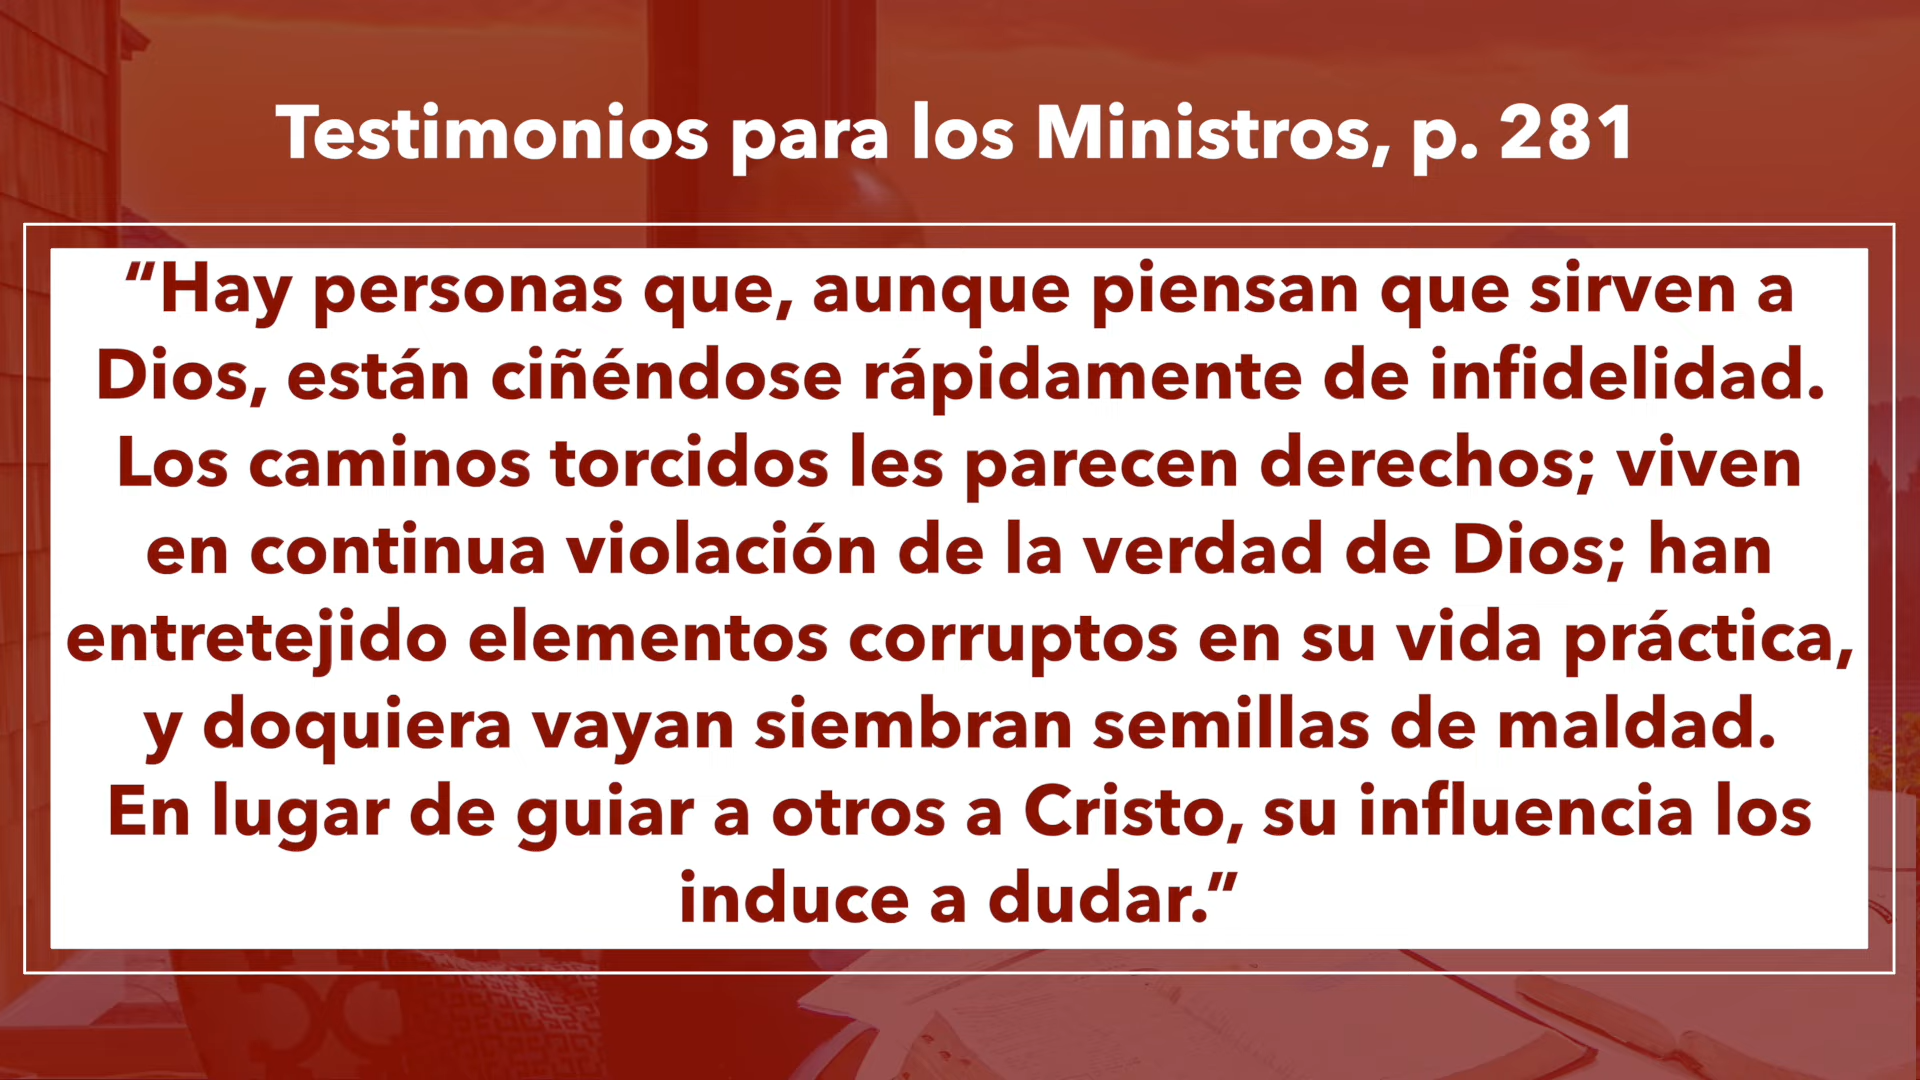 Testimonios para los Ministros, p. 281
“Hay personas que, aunque piensan que sirven a
Dios, están ciñéndose rápidamente de infidelidad.
Los caminos torcidos les parecen derechos; viven
en continua violación de la verdad de Dios; han
entretejido elementos corruptos en su vida práctica,
y doquiera vayan siembran semillas de maldad.
En lugar de guiar a otros a Cristo, su influencia los
induce a dudar.”